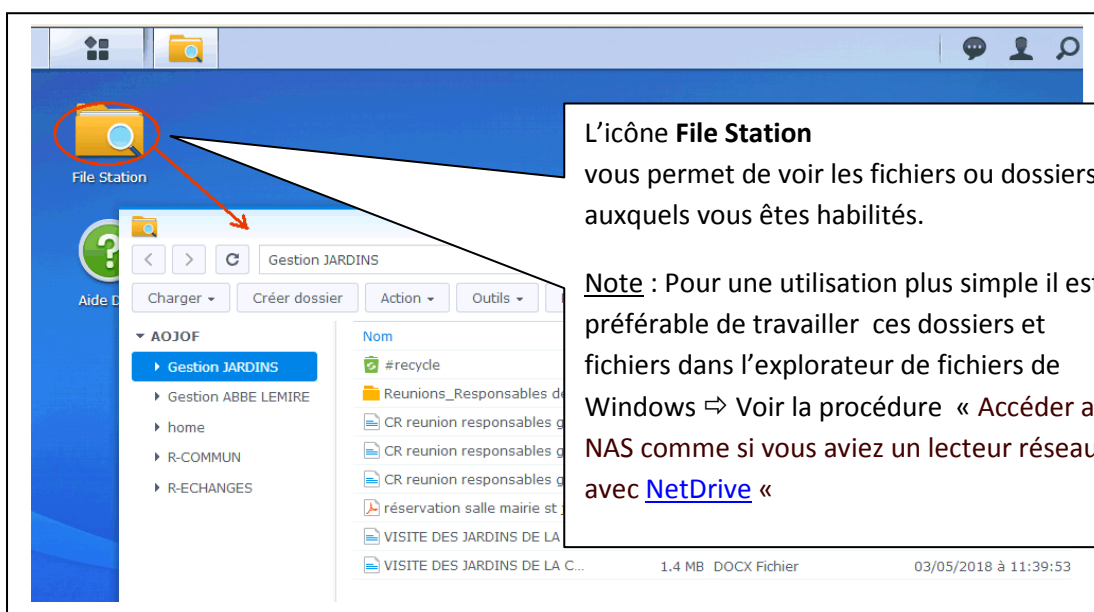 File Station
Aide D
L’icône File Station
vous permet de voir les fichiers ou dossiers
auxquels vous êtes habilités.
Note : Pour une utilisation plus simple il est
préférable de travailler ces dossiers et
fichiers dans l’explorateur de fichiers de
Windows ⇨ Voir la procédure « Accéder a
NAS comme si vous aviez un lecteur réseau
avec NetDrive «
Gestion JARDINS
Charger Créer dossier Action Outils
AOJOF
Gestion JARDINS
Gestion ABBE LEMIRE
home
R-COMMUN
R-ECHANGES
Nom
#recycle
Reunions_Responsables de
CR reunion responsables g
CR reunion responsables g
CR reunion responsables g
réservation salle mairie st
VISITE DES JARDINS DE LA
VISITE DES JARDINS DE LA C... 1.4 MB DOCX Fichier 03/05/2018 à 11:39:53